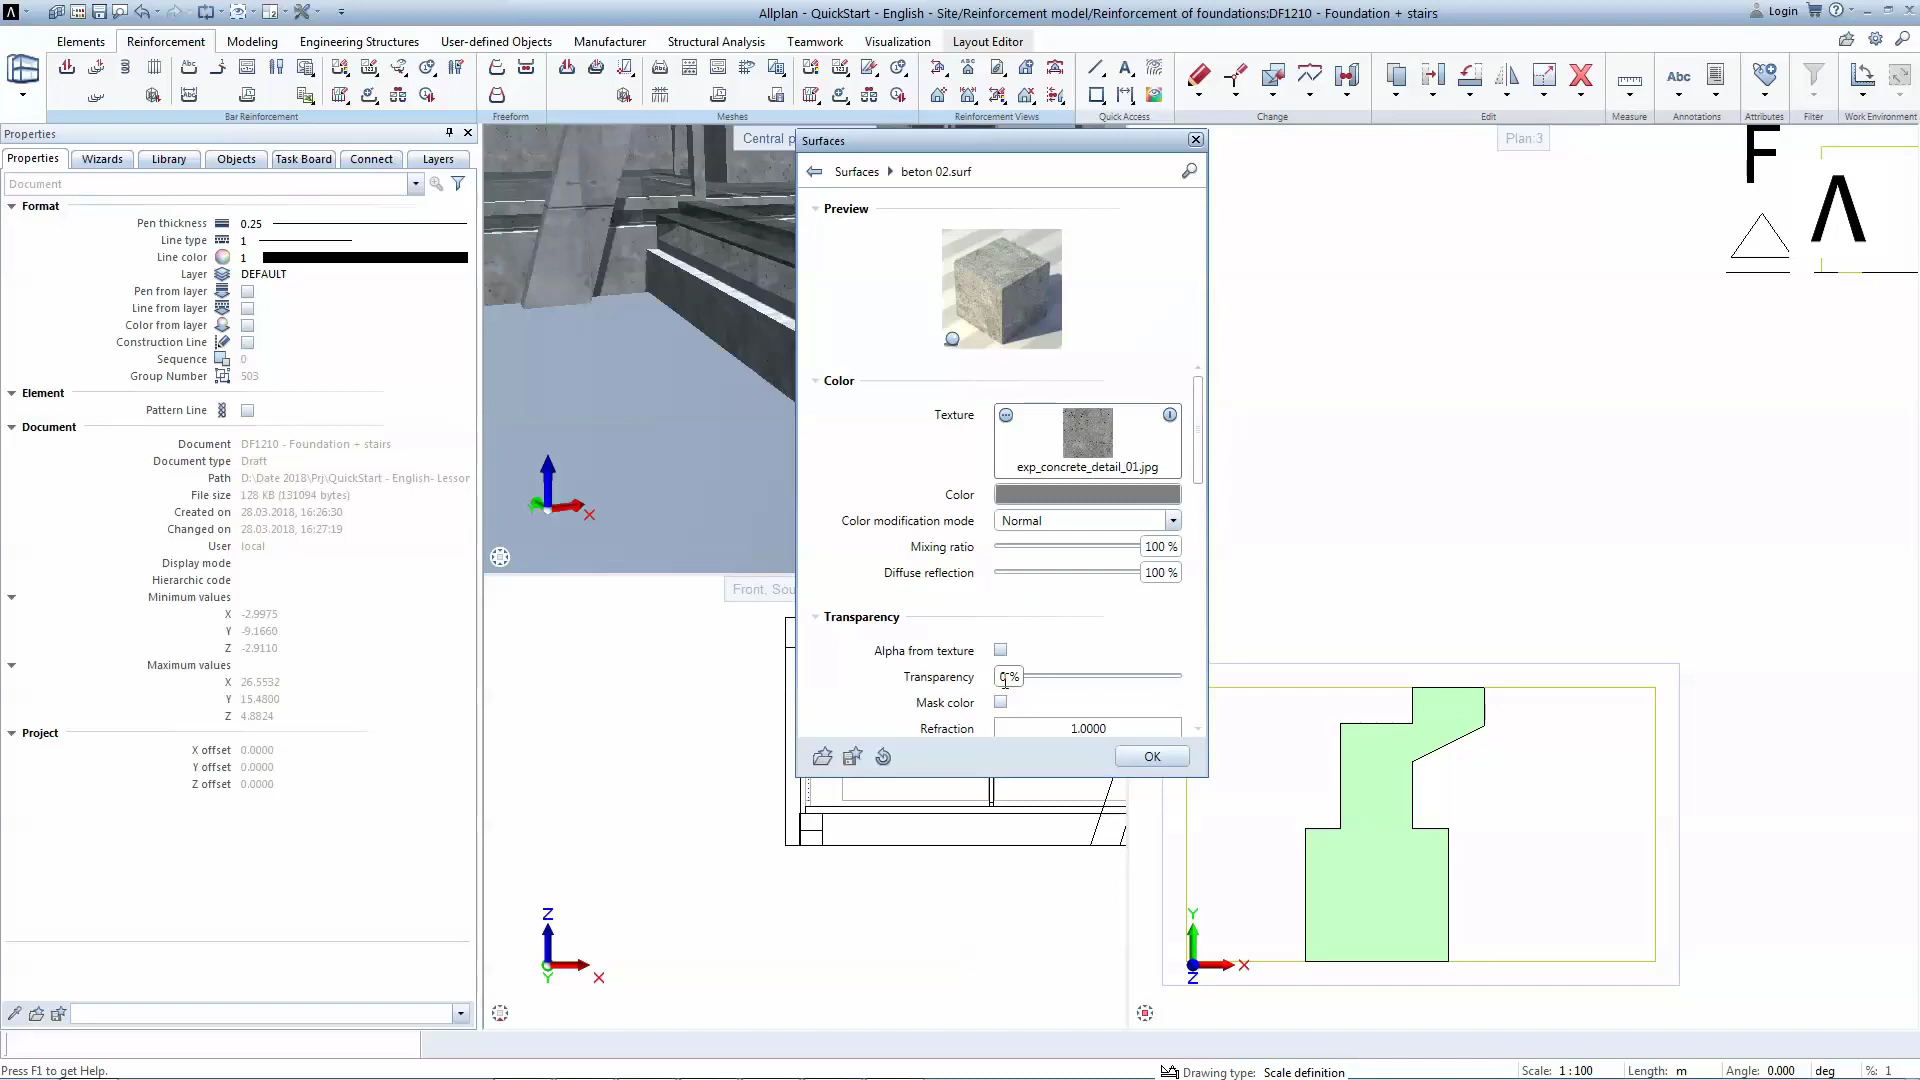 Allplan - QuickStart - English - Site/Reinforcement model/Reinforcement of foundations:DF1210 - Foundation + stairs
Login
Elements Reinforcement Modeling Engineering Structures User-defined Objects Manufacturer Structural Analysis Teamwork Visualization Layout Editor
Bar Reinforcement Freeform Meshes Reinforcement Views Quick Access Change Edit Measure Annotations Attributes Filter Work Environment
Properties
Properties Wizards Library Objects Task Board Connect Layers
Document
Format
Pen thickness 0.25
Line type 1
Line color 1
Layer DEFAULT
Pen from layer
Line from layer
Color from layer
Construction Line
Sequence 0
Group Number 503
Element
Pattern Line
Document
Document DF1210 - Foundation + stairs
Document type Draft
Path D:\Date 2018\Prj\QuickStart - English- Lessor
File size 128 KB (131094 bytes)
Created on 28.03.2018, 16:26:30
Changed on 28.03.2018, 16:27:19
User local
Display mode
Hierarchic code
Minimum values
X -2.9975
Y -9.1660
Z -2.9110
Maximum values
X 26.5532
Y 15.4800
Z 4.8824
Project
X offset 0.0000
Y offset 0.0000
Z offset 0.0000
Central p
Front, Sou
Plan:3
F
Surfaces
Surfaces beton 02.surf
Preview
Color
Texture
exp_concrete_detail_01.jpg
Color
Color modification mode Normal
Mixing ratio 100 %
Diffuse reflection 100 %
Transparency
Alpha from texture
Transparency 0 %
Mask color
Refraction 1.0000
OK
X
Z
Y
X
Y
Z
X
Press F1 to get Help.
Drawing type: Scale definition
Scale: 1 : 100
Length: m
Angle: 0.000 deg
%: 1